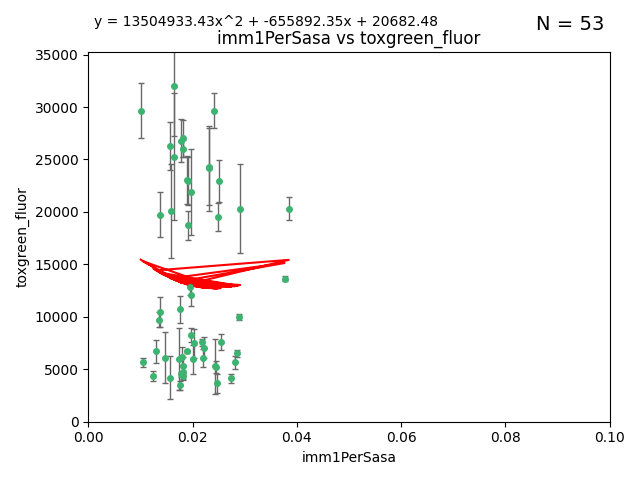 y = 13504933.43x^2 + -655892.35x + 20682.48
N = 53
imm1PerSasa vs toxgreen_fluor
35000
30000
25000
20000
15000
10000
5000
0
toxgreen_fluor
0.00 0.02 0.04 0.06 0.08 0.10
imm1PerSasa